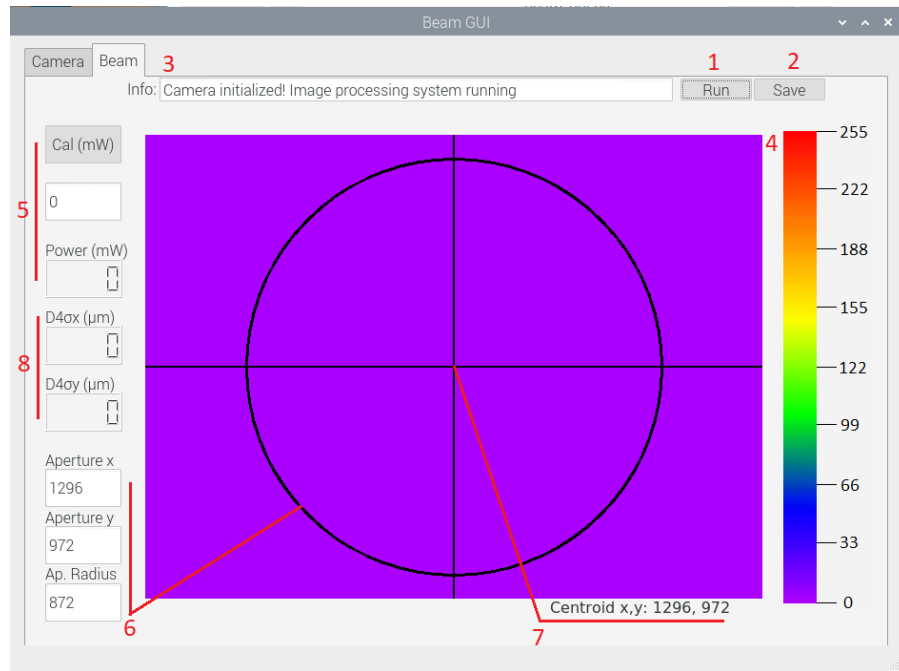 Beam GUI
Camera Beam 3 1 2
Info: Camera initialized! Image processing system running Run Save
Cal (mW)
4
255
222
188
155
122
99
66
33
0
5
0
Power (mW)
0
D4σx (μm)
0
8
D4σy (μm)
0
Aperture x
1296
Aperture y
972
Ap. Radius
872
6
Centroid x,y: 1296, 972
7